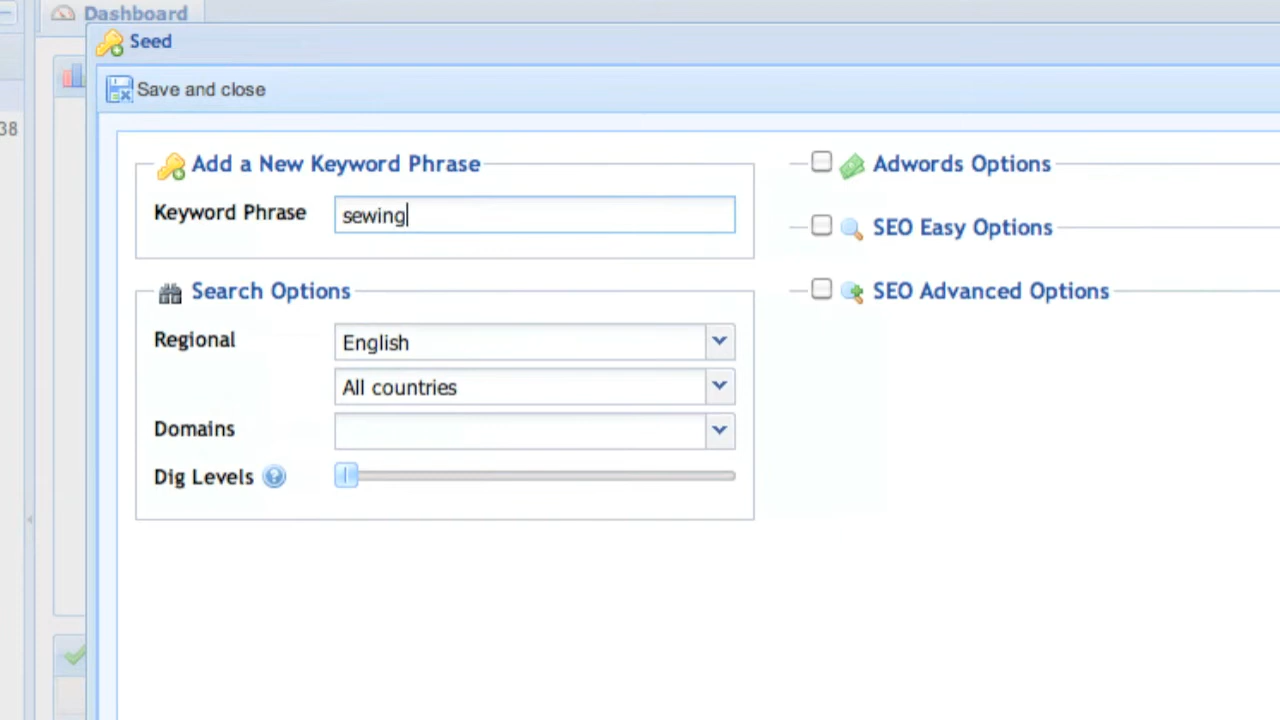 Dashboard
Seed
Save and close
38
Add a New Keyword Phrase
Keyword Phrase
sewing
Search Options
Regional
English
All countries
Domains
Dig Levels
Adwords Options
SEO Easy Options
SEO Advanced Options